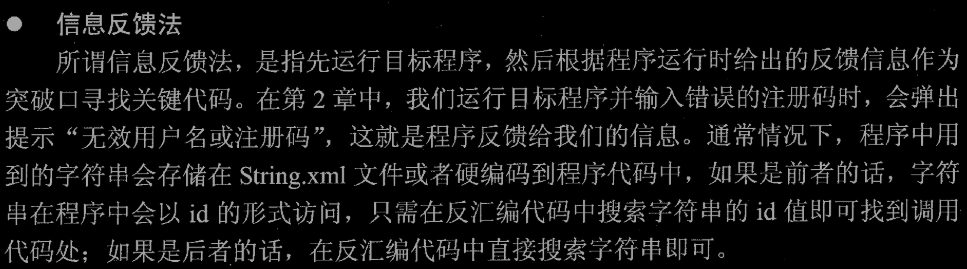 ● 信息反馈法
所谓信息反馈法，是指先运行目标程序，然后根据程序运行时给出的反馈信息作为
突破口寻找关键代码。在第 2 章中，我们运行目标程序并输入错误的注册码时，会弹出
提示“无效用户名或注册码”，这就是程序反馈给我们的信息。通常情况下，程序中用
到的字符串会存储在 String.xml 文件或者硬编码到程序代码中，如果是前者的话，字符
串在程序中会以 id 的形式访问，只需在反汇编代码中搜索字符串的 id 值即可找到调用
代码处；如果是后者的话，在反汇编代码中直接搜索字符串即可。